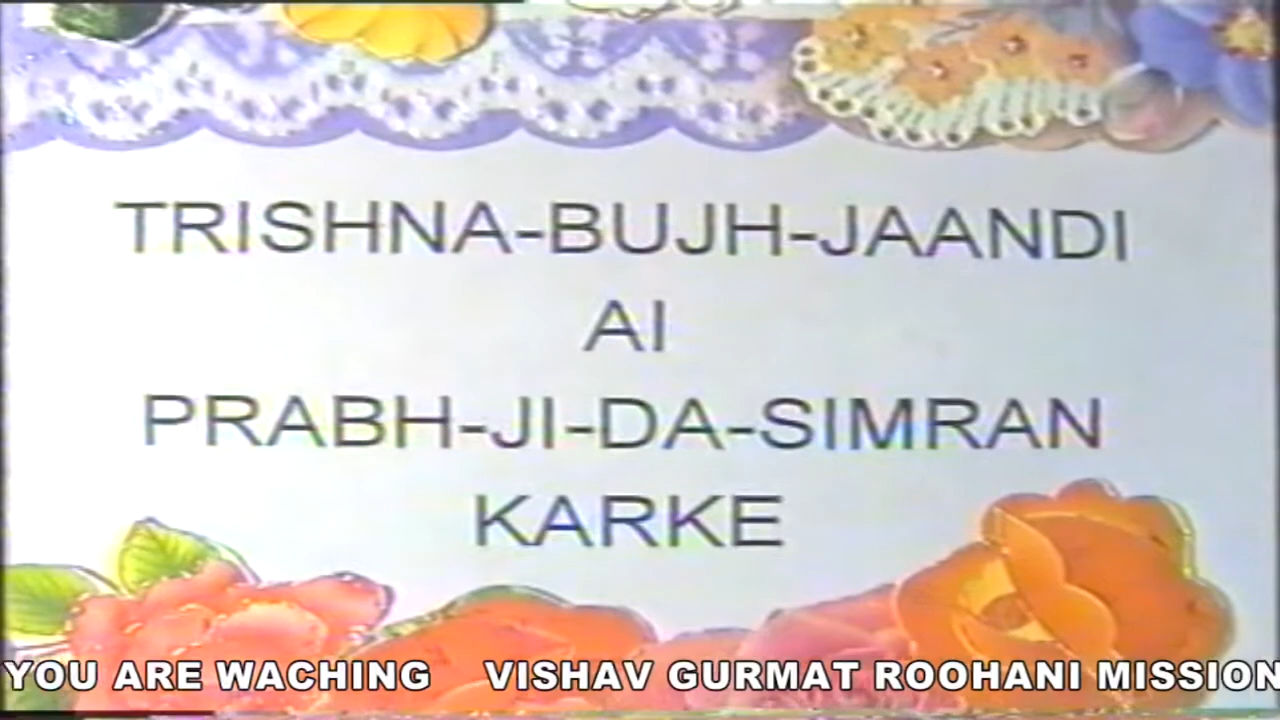 TRISHNA-BUJH-JAANDI
AI
PRABH-JI-DA-SIMRAN
KARKE
YOU ARE WACHING VISHAV GURMAT ROOHANI MISSION